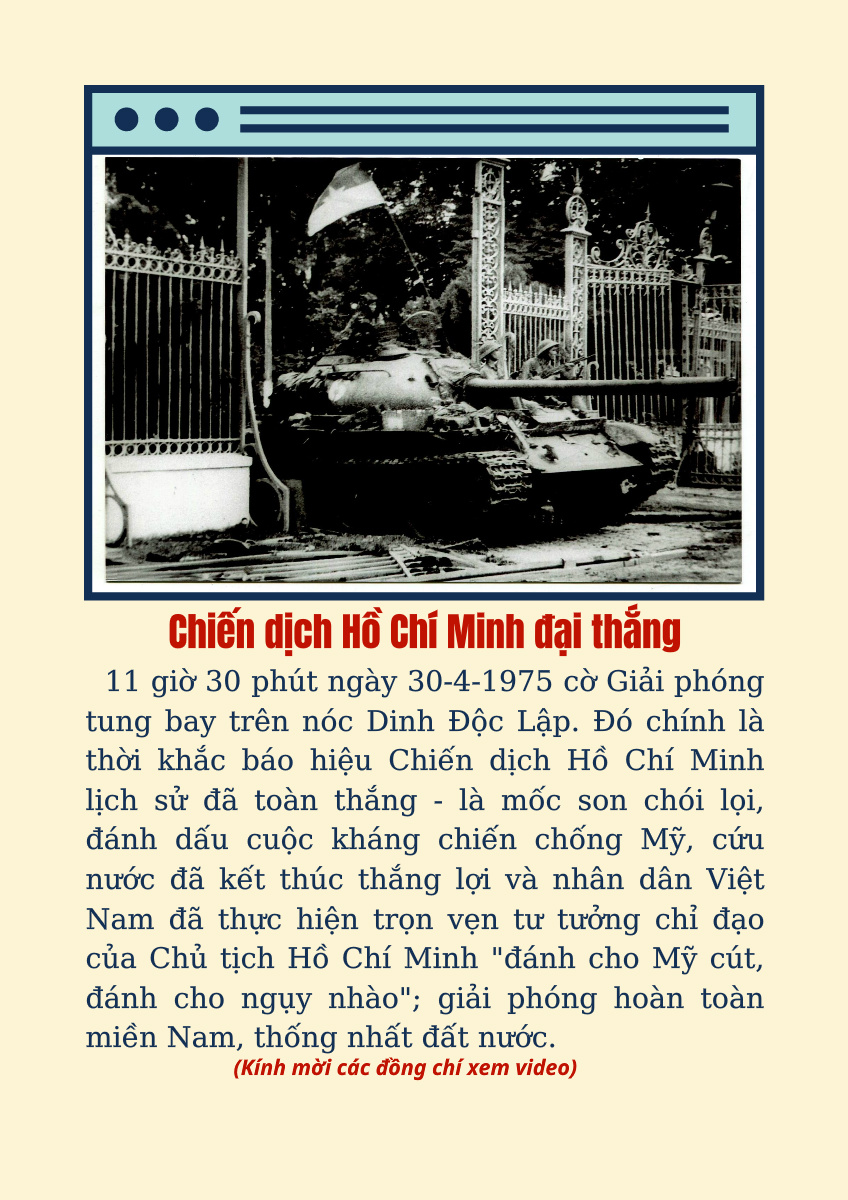 Chiến dịch Hồ Chí Minh đại thắng
11 giờ 30 phút ngày 30-4-1975 cờ Giải phóng
tung bay trên nóc Dinh Độc Lập. Đó chính là
thời khắc báo hiệu Chiến dịch Hồ Chí Minh
lịch sử đã toàn thắng - là mốc son chói lọi,
đánh dấu cuộc kháng chiến chống Mỹ, cứu
nước đã kết thúc thắng lợi và nhân dân Việt
Nam đã thực hiện trọn vẹn tư tưởng chỉ đạo
của Chủ tịch Hồ Chí Minh "đánh cho Mỹ cút,
đánh cho ngụy nhào"; giải phóng hoàn toàn
miền Nam, thống nhất đất nước.
(Kính mời các đồng chí xem video)